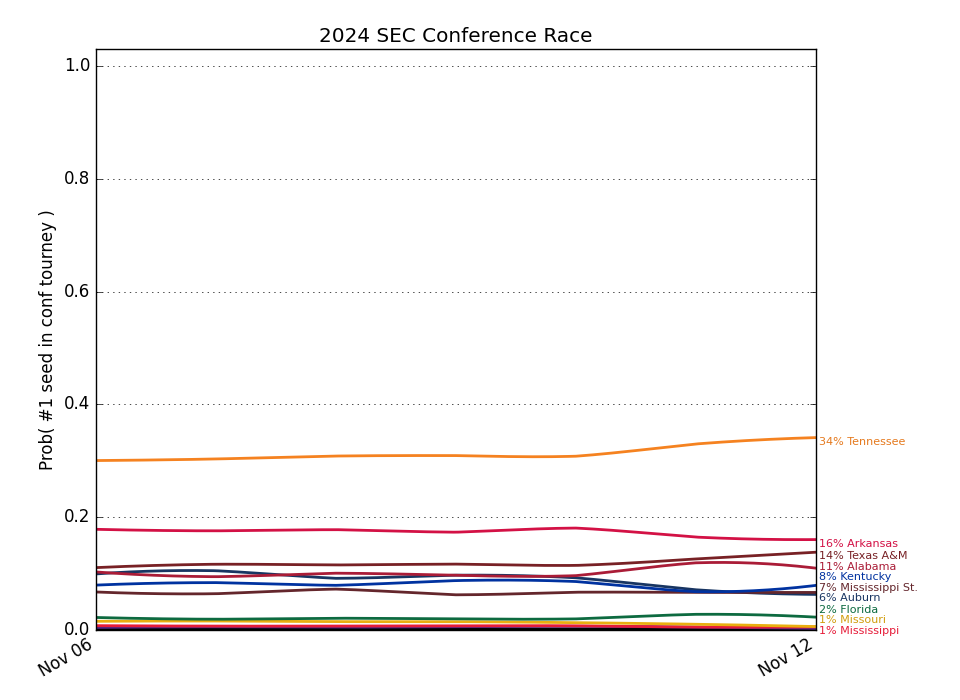 2024 SEC Conference Race
Prob( #1 seed in conf tourney )
1.0
0.8
0.6
0.4
0.2
0.0
Nov 06
Nov 12
34% Tennessee
16% Arkansas
14% Texas A&M
11% Alabama
8% Kentucky
7% Mississippi St.
6% Auburn
2% Florida
1% Missouri
1% Mississippi